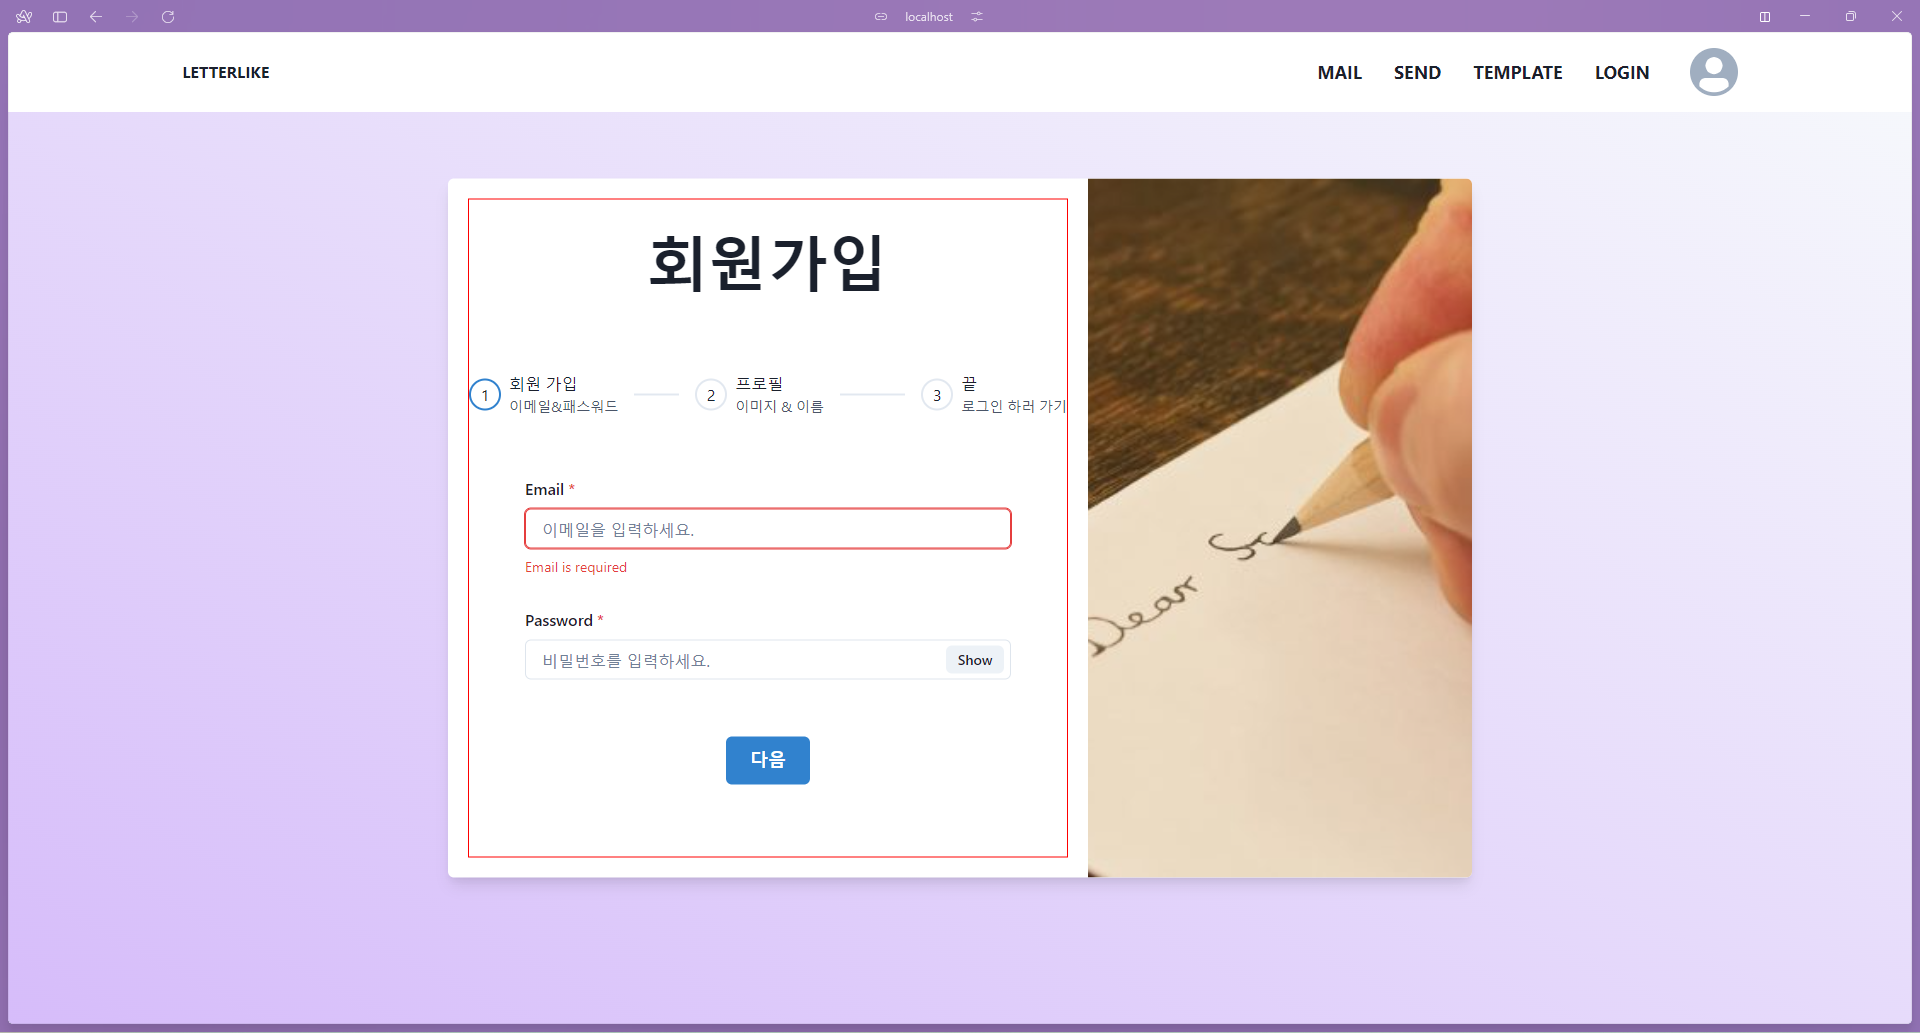 localhost
LETTERLIKE
MAIL SEND TEMPLATE LOGIN
회원가입
1 회원 가입 2 프로필 3 끝
이메일&패스워드 이미지 & 이름 로그인 하러 가기
Email *
이메일을 입력하세요.
Email is required
Password *
비밀번호를 입력하세요. Show
다음
Dear